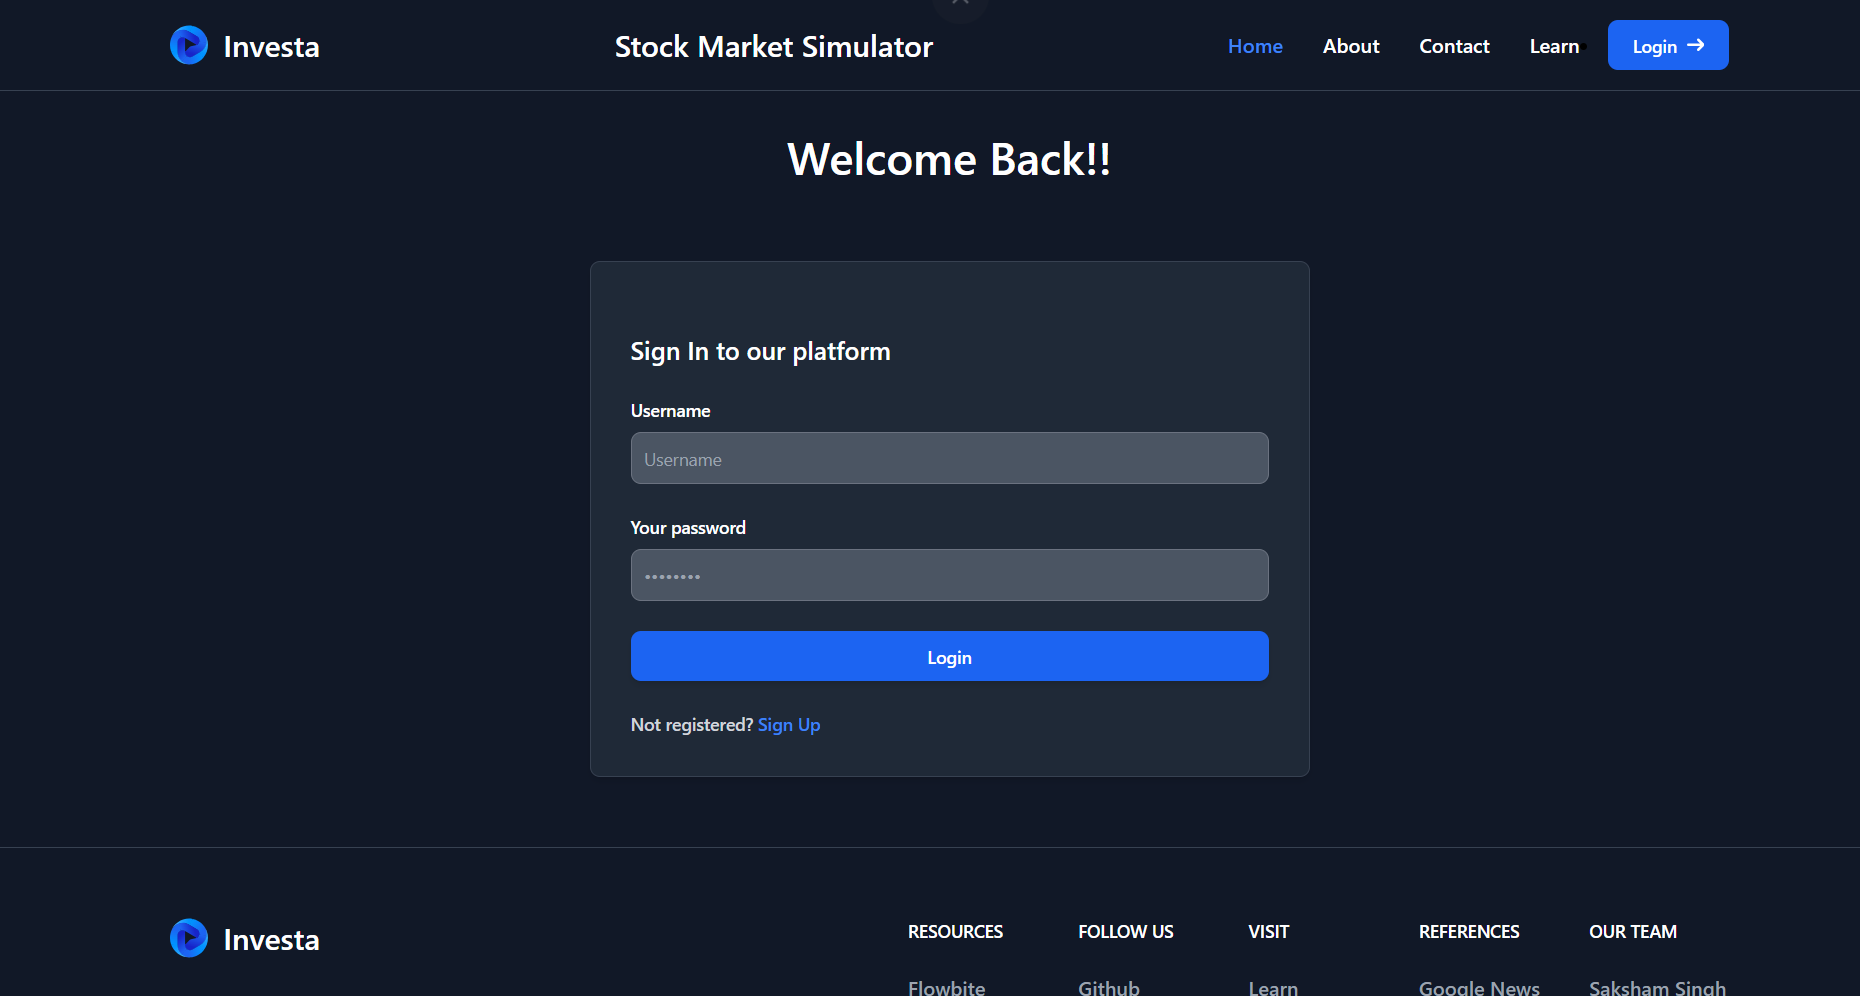 Investa
Stock Market Simulator
Home About Contact Learn Login
Welcome Back!!
Sign In to our platform
Username
Username
Your password
••••••••
Login
Not registered? Sign Up
Investa
RESOURCES FOLLOW US VISIT REFERENCES OUR TEAM
Flowbite Github Learn Google News Saksham Singh